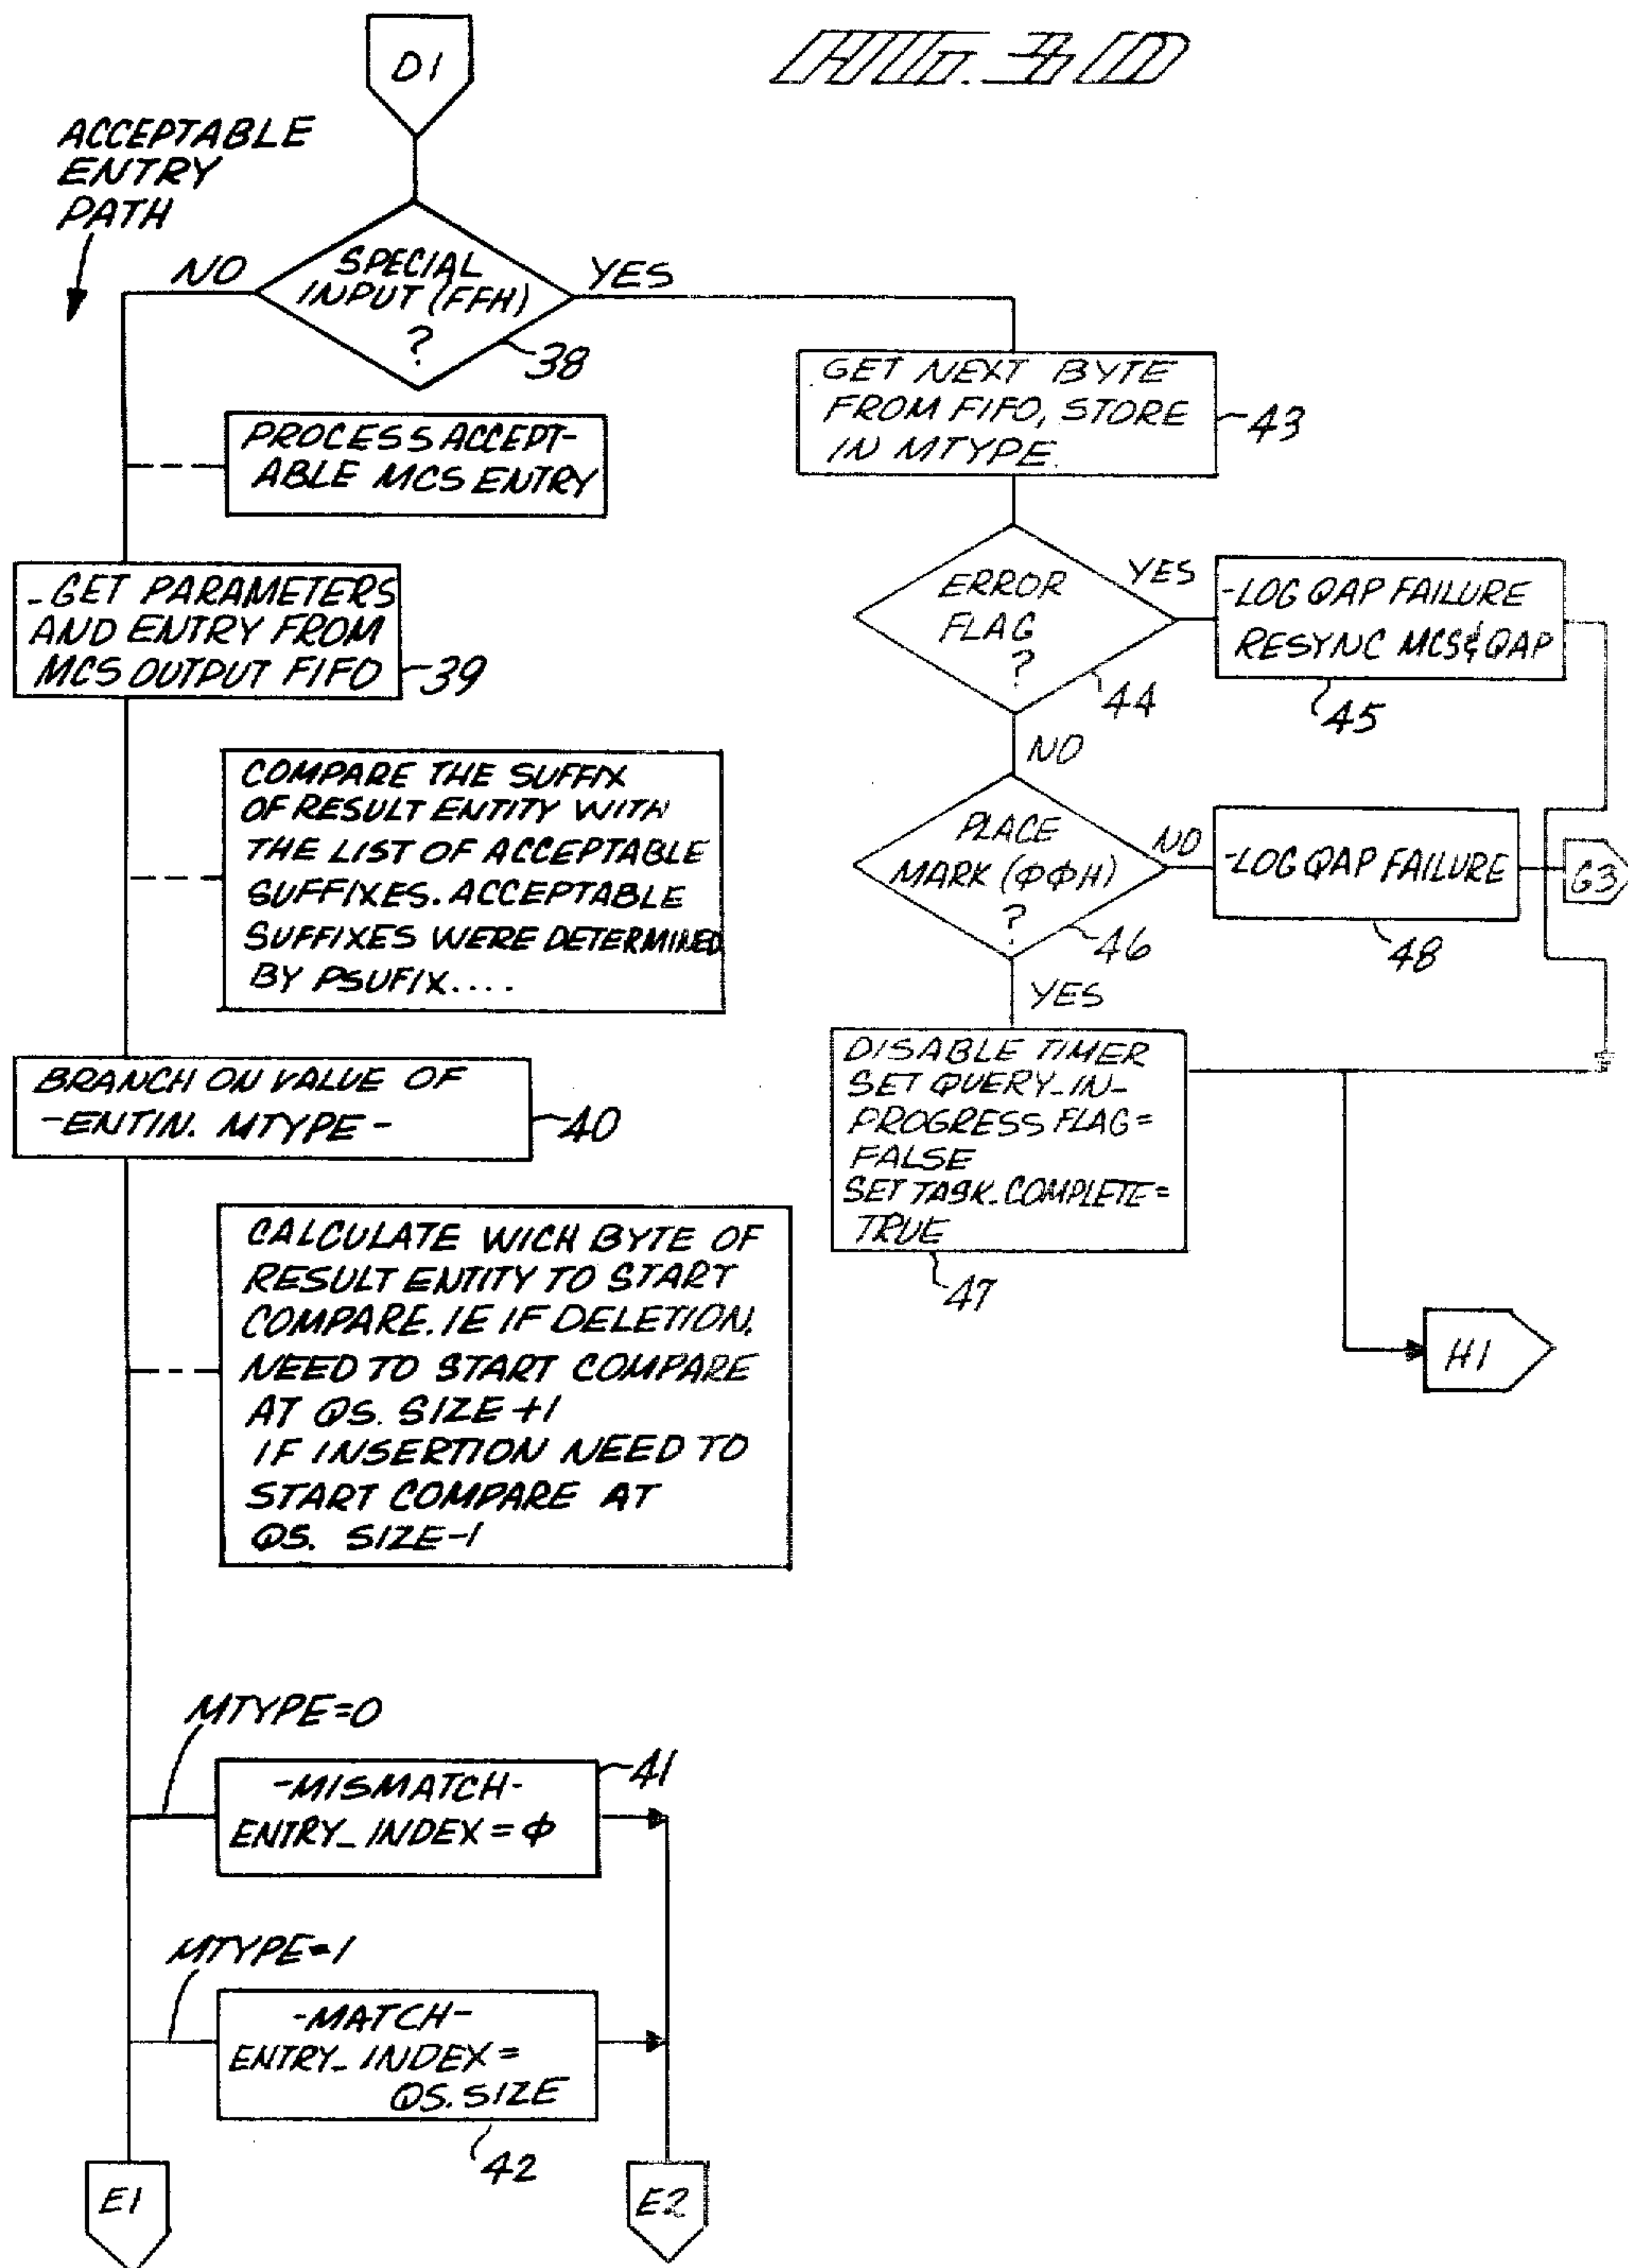 FIG. 3D
D1
ACCEPTABLE
ENTRY
PATH
NO
SPECIAL
INPUT (FFH)
?
YES
38
PROCESS ACCEPT-
ABLE MCS ENTRY
-GET PARAMETERS
AND ENTRY FROM
MCS OUTPUT FIFO
39
COMPARE THE SUFFIX
OF RESULT ENTITY WITH
THE LIST OF ACCEPTABLE
SUFFIXES. ACCEPTABLE
SUFFIXES WERE DETERMINED
BY PSUFIX....
BRANCH ON VALUE OF
-ENTIN. MTYPE-
40
CALCULATE WICH BYTE OF
RESULT ENTITY TO START
COMPARE. IE IF DELETION,
NEED TO START COMPARE
AT QS. SIZE+1
IF INSERTION NEED TO
START COMPARE AT
QS. SIZE-1
MTYPE=0
-MISMATCH-
ENTRY_INDEX=ϕ
41
MTYPE=1
-MATCH-
ENTRY_INDEX=
QS.SIZE
42
E1
E2
GET NEXT BYTE
FROM FIFO, STORE
IN MTYPE.
43
ERROR
FLAG
?
44
YES
-LOG QAP FAILURE
RESYNC MCS&QAP
45
NO
PLACE
MARK (ϕϕH)
?
46
NO
-LOG QAP FAILURE
48
G3
YES
DISABLE TIMER
SET QUERY_IN-
PROGRESS FLAG=
FALSE
SET TASK_COMPLETE=
TRUE
47
H1